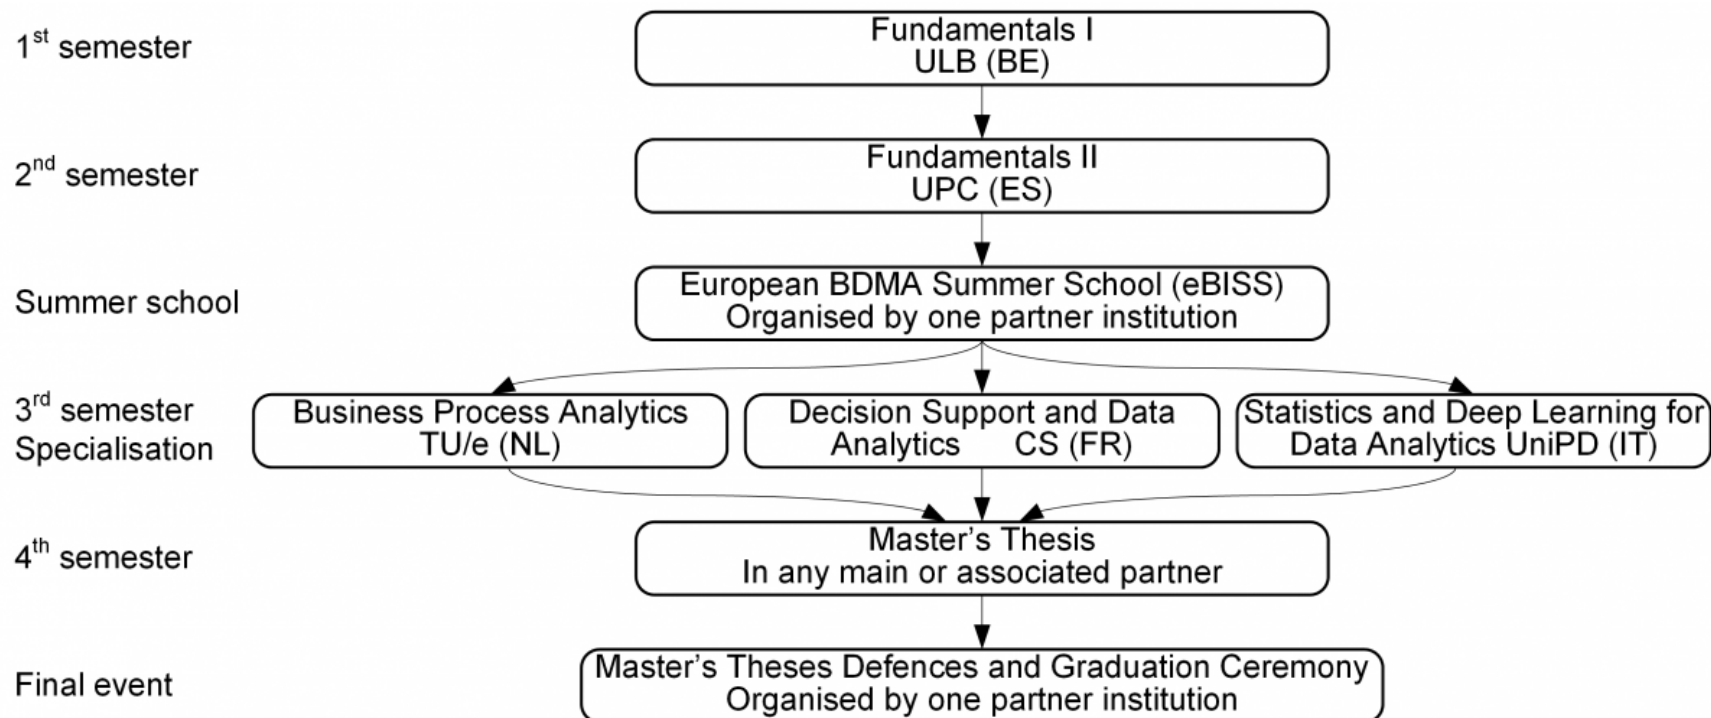 1st semester
Fundamentals I
ULB (BE)
2nd semester
Fundamentals II
UPC (ES)
Summer school
European BDMA Summer School (eBISS)
Organised by one partner institution
3rd semester
Specialisation
Business Process Analytics
TU/e (NL)
Decision Support and Data
Analytics CS (FR)
Statistics and Deep Learning for
Data Analytics UniPD (IT)
4th semester
Master’s Thesis
In any main or associated partner
Final event
Master’s Theses Defences and Graduation Ceremony
Organised by one partner institution